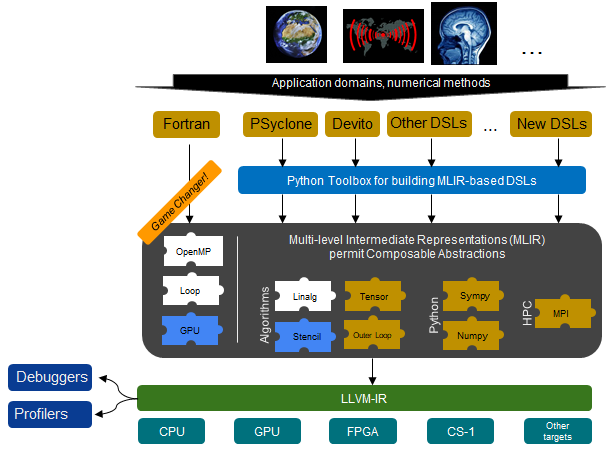 ...
Application domains, numerical methods
Fortran
PSyclone
Devito
Other DSLs
...
New DSLs
Game Changer!
Python Toolbox for building MLIR-based DSLs
Multi-level Intermediate Representations (MLIR)
permit Composable Abstractions
OpenMP
Loop
GPU
Algorithms
Linalg
Stencil
Tensor
Outer Loop
Python
Sympy
Numpy
HPC
MPI
Debuggers
Profilers
LLVM-IR
CPU
GPU
FPGA
CS-1
Other
targets